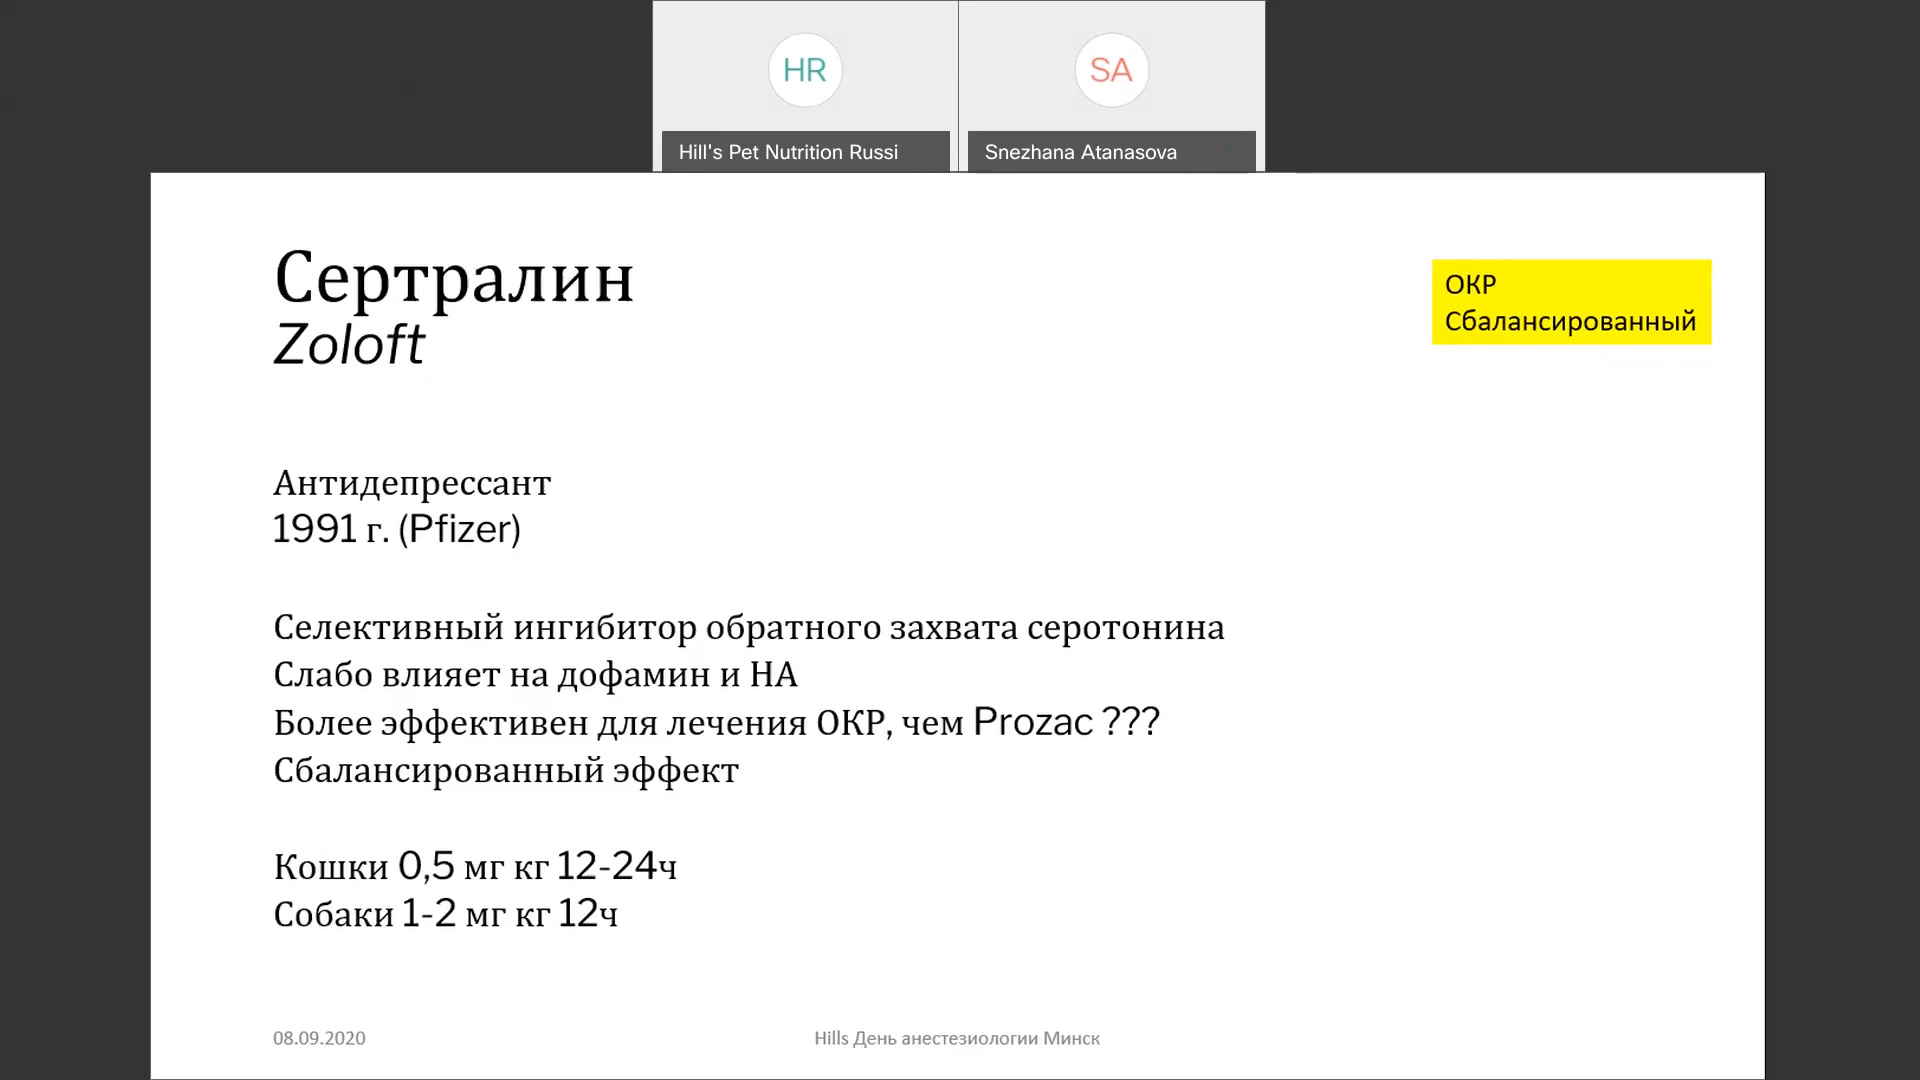 HR
SA
Hill's Pet Nutrition Russi
Snezhana Atanasova
Сертралин
Zoloft
ОКР
Сбалансированный
Антидепрессант
1991 г. (Pfizer)
Селективный ингибитор обратного захвата серотонина
Слабо влияет на дофамин и НА
Более эффективен для лечения ОКР, чем Prozac ???
Сбалансированный эффект
Кошки 0,5 мг кг 12-24ч
Собаки 1-2 мг кг 12ч
08.09.2020
Hills День анестезиологии Минск